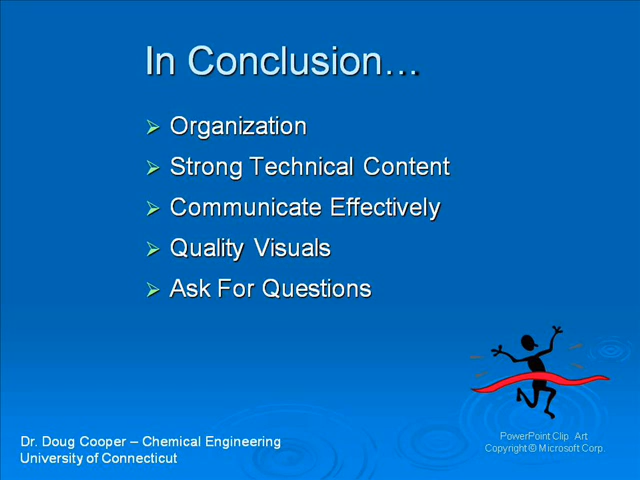 In Conclusion...
Organization
Strong Technical Content
Communicate Effectively
Quality Visuals
Ask For Questions
PowerPoint Clip Art
Copyright © Microsoft Corp.
Dr. Doug Cooper – Chemical Engineering
University of Connecticut